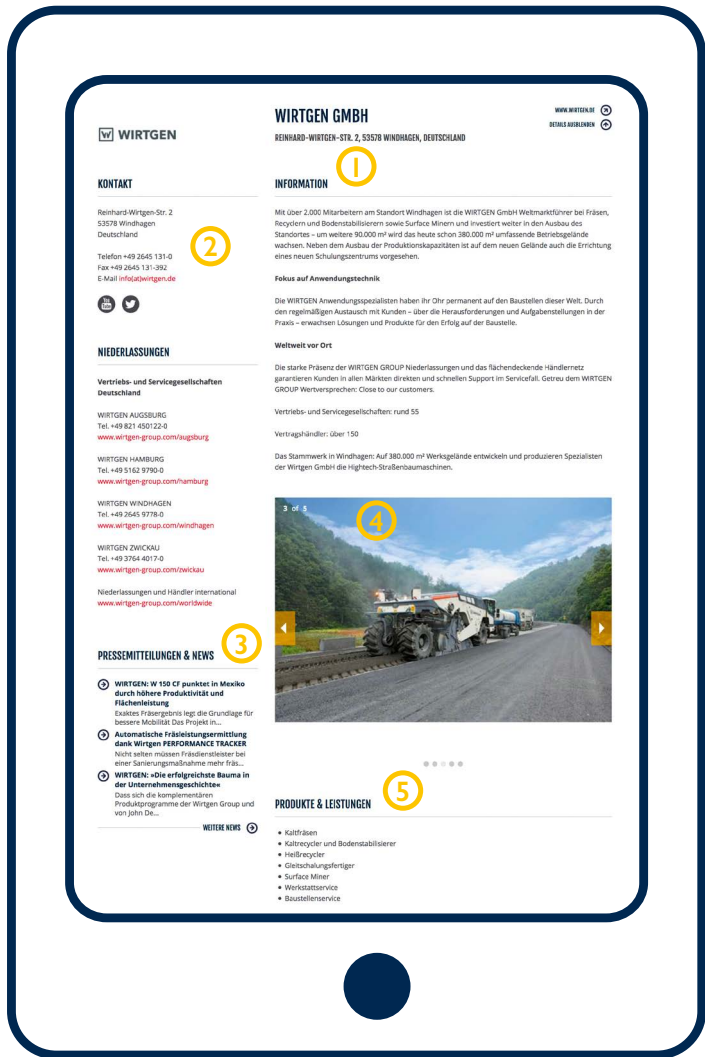 WIRTGEN
WIRTGEN GMBH
REINHARD-WIRTGEN-STR. 2, 53578 WINDHAGEN, DEUTSCHLAND
WWW.WIRTGEN.DE
DETAILS AUSBLENDEN
1
KONTAKT
Reinhard-Wirtgen-Str. 2
53578 Windhagen
Deutschland
2
Telefon +49 2645 131-0
Fax +49 2645 131-392
E-Mail info(at)wirtgen.de
You
Tube
NIEDERLASSUNGEN
Vertriebs- und Servicegesellschaften
Deutschland
WIRTGEN AUGSBURG
Tel. +49 821 450122-0
www.wirtgen-group.com/augsburg
WIRTGEN HAMBURG
Tel. +49 5162 9790-0
www.wirtgen-group.com/hamburg
WIRTGEN WINDHAGEN
Tel. +49 2645 9778-0
www.wirtgen-group.com/windhagen
WIRTGEN ZWICKAU
Tel. +49 3764 4017-0
www.wirtgen-group.com/zwickau
Niederlassungen und Händler international
www.wirtgen-group.com/worldwide
3
PRESSEMITTEILUNGEN & NEWS
WIRTGEN: W 150 CF punktet in Mexiko
durch höhere Produktivität und
Flächenleistung
Exaktes Fräsergebnis legt die Grundlage für
bessere Mobilität Das Projekt in...
Automatische Fräsleistungsermittlung
dank Wirtgen PERFORMANCE TRACKER
Nicht selten müssen Fräsdienstleister bei
einer Sanierungsmaßnahme mehr fräs...
WIRTGEN: »Die erfolgreichste Bauma in
der Unternehmensgeschichte«
Dass sich die komplementären
Produktprogramme der Wirtgen Group und
von John De...
WEITERE NEWS
INFORMATION
Mit über 2.000 Mitarbeitern am Standort Windhagen ist die WIRTGEN GmbH Weltmarktführer bei Fräsen,
Recyclern und Bodenstabilisierern sowie Surface Minern und investiert weiter in den Ausbau des
Standortes – um weitere 90.000 m² wird das heute schon 380.000 m² umfassende Betriebsgelände
wachsen. Neben dem Ausbau der Produktionskapazitäten ist auf dem neuen Gelände auch die Errichtung
eines neuen Schulungszentrums vorgesehen.
Fokus auf Anwendungstechnik
Die WIRTGEN Anwendungsspezialisten haben ihr Ohr permanent auf den Baustellen dieser Welt. Durch
den regelmäßigen Austausch mit Kunden – über die Herausforderungen und Aufgabenstellungen in der
Praxis – erwachsen Lösungen und Produkte für den Erfolg auf der Baustelle.
Weltweit vor Ort
Die starke Präsenz der WIRTGEN GROUP Niederlassungen und das flächendeckende Händlernetz
garantieren Kunden in allen Märkten direkten und schnellen Support im Servicefall. Getreu dem WIRTGEN
GROUP Wertversprechen: Close to our customers.
Vertriebs- und Servicegesellschaften: rund 55
Vertragshändler: über 150
Das Stammwerk in Windhagen: Auf 380.000 m² Werksgelände entwickeln und produzieren Spezialisten
der Wirtgen GmbH die Hightech-Straßenbaumaschinen.
3 of 5
4
5
PRODUKTE & LEISTUNGEN
• Kaltfräsen
• Kaltrecycler und Bodenstabilisierer
• Heißrecycler
• Gleitschalungsfertiger
• Surface Miner
• Werkstattservice
• Baustellenservice